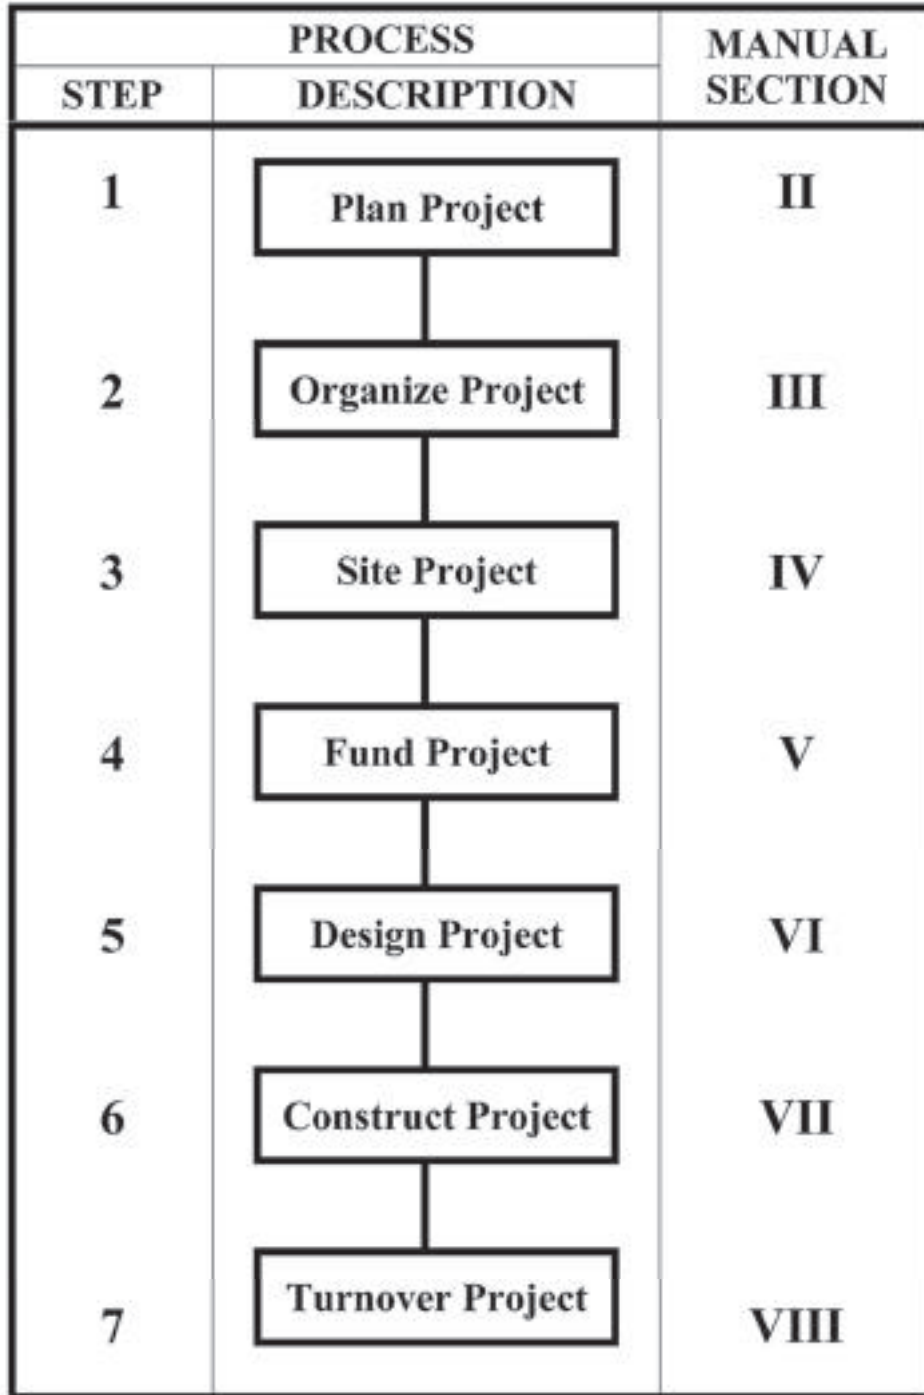 PROCESS
MANUAL
SECTION
STEP
DESCRIPTION
1
Plan Project
II
2
Organize Project
III
3
Site Project
IV
4
Fund Project
V
5
Design Project
VI
6
Construct Project
VII
7
Turnover Project
VIII